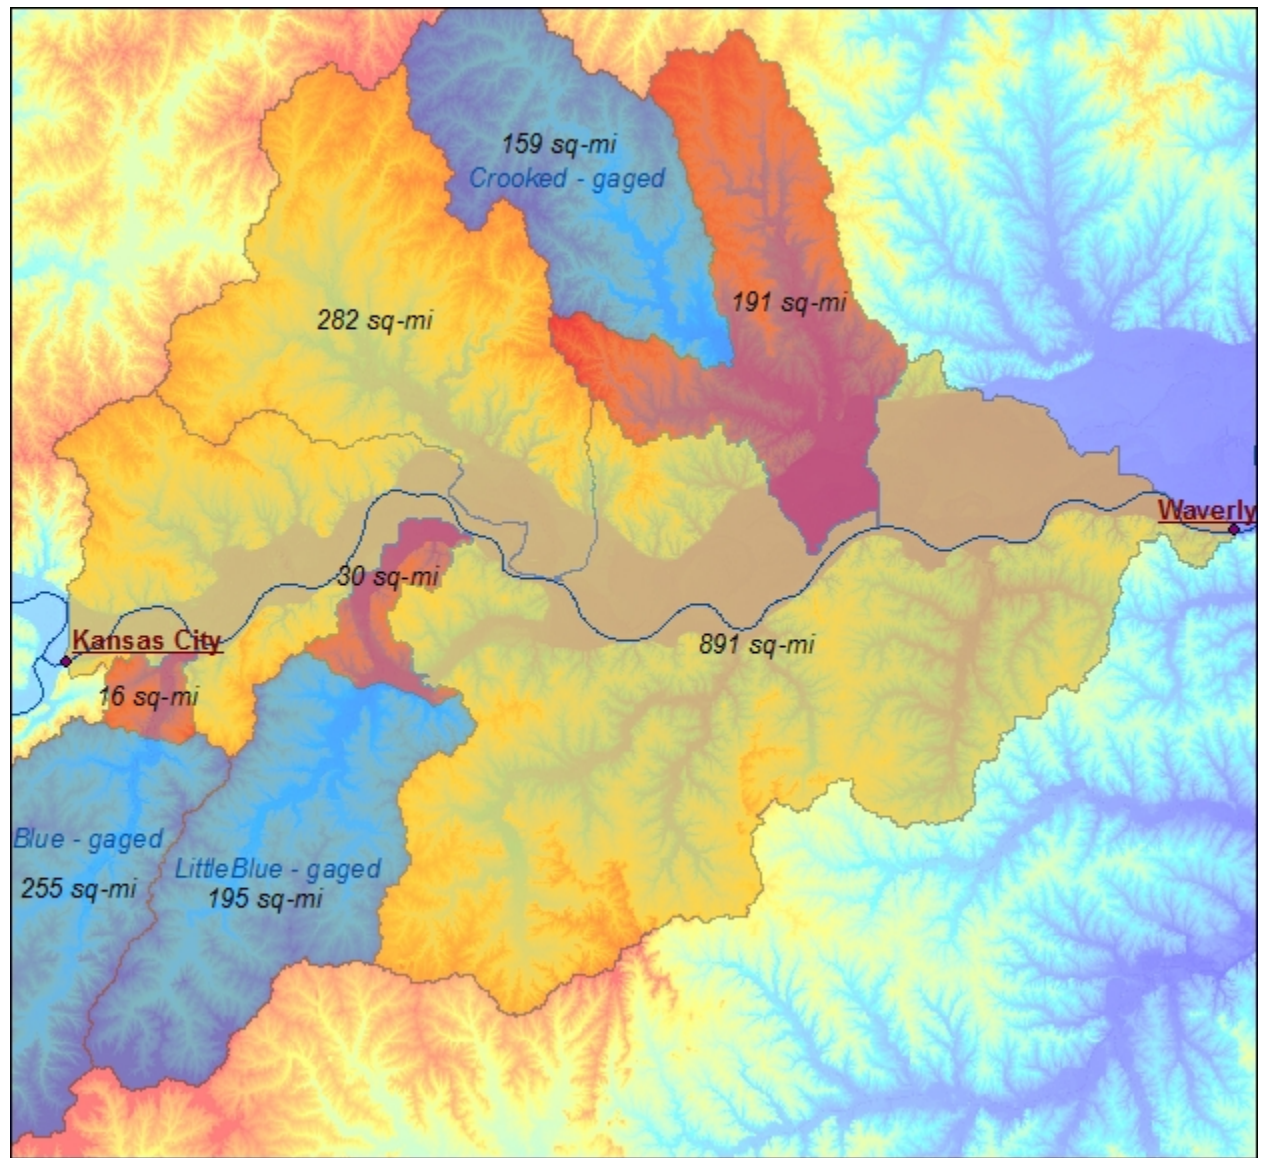 159 sq-mi
Crooked - gaged
191 sq-mi
282 sq-mi
Waverly
30 sq-mi
Kansas City
891 sq-mi
16 sq-mi
Blue - gaged
255 sq-mi
LittleBlue - gaged
195 sq-mi